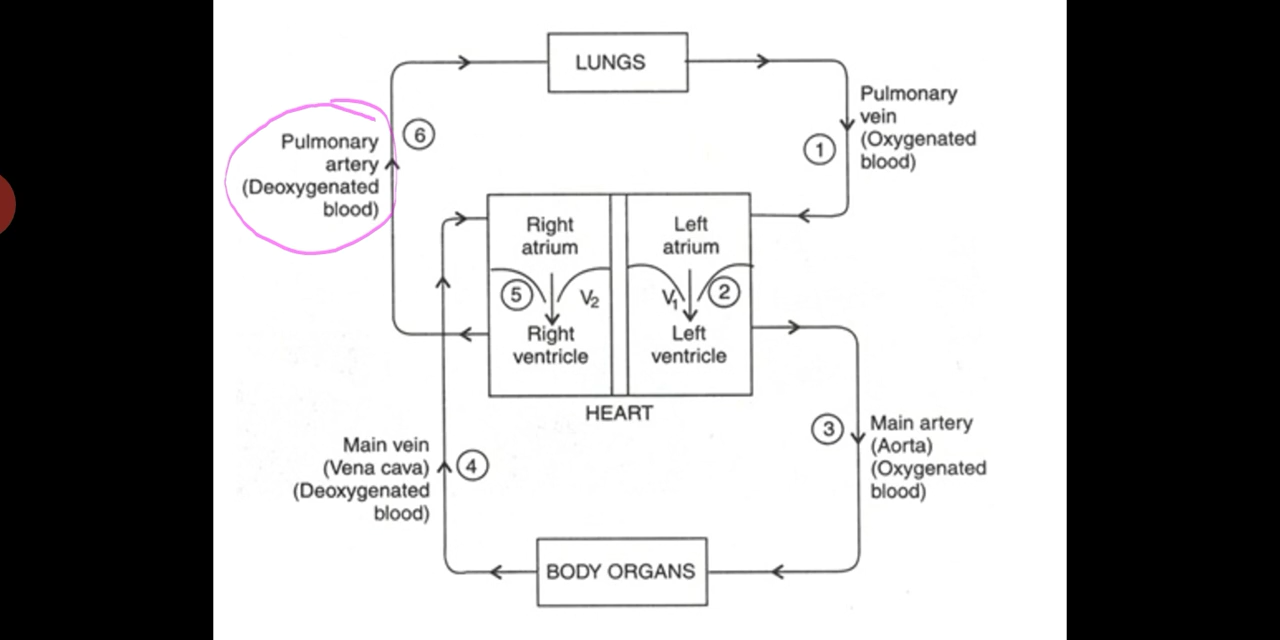 LUNGS
Pulmonary
vein
(Oxygenated
blood)
1
6
Pulmonary
artery
(Deoxygenated
blood)
Right
atrium
Left
atrium
5
V2
V1
2
Right
ventricle
Left
ventricle
HEART
3
Main artery
(Aorta)
(Oxygenated
blood)
Main vein
(Vena cava)
(Deoxygenated
blood)
4
BODY ORGANS